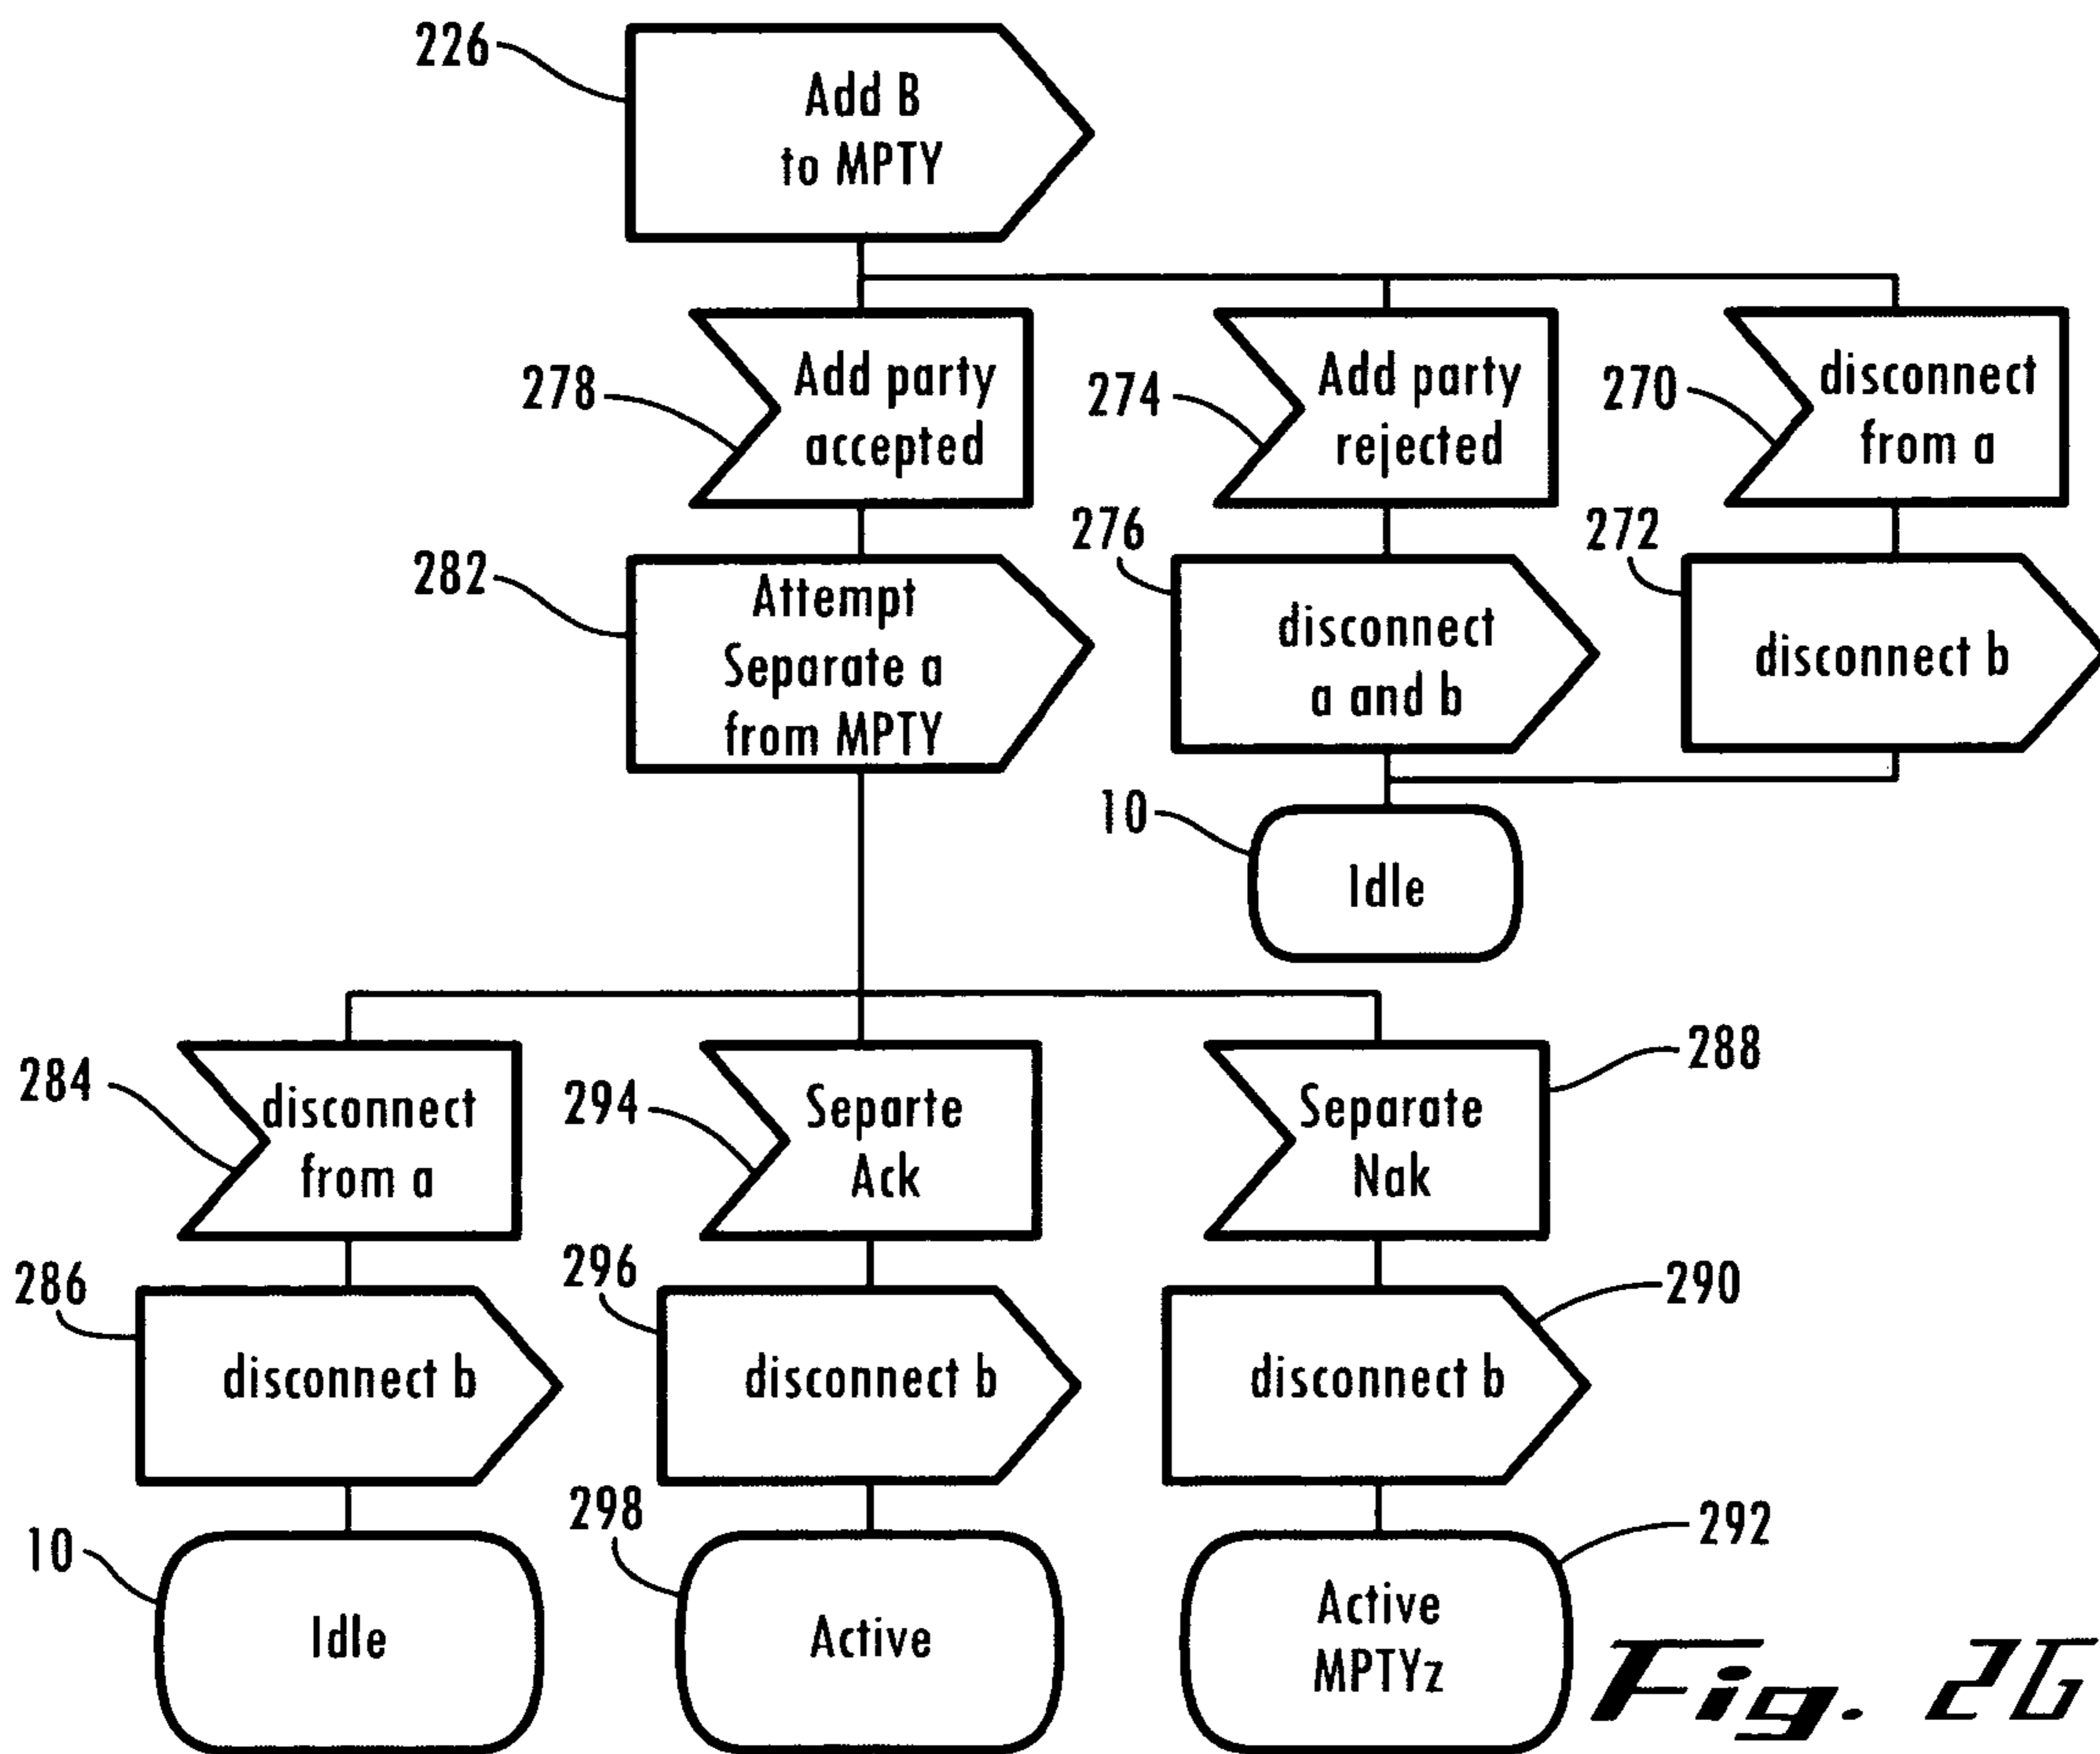 226
Add B
to MPTY
278
Add party
accepted
274
Add party
rejected
270
disconnect
from a
282
Attempt
Separate a
from MPTY
276
disconnect
a and b
272
disconnect b
10
Idle
284
disconnect
from a
294
Separte
Ack
288
Separate
Nak
286
disconnect b
296
disconnect b
290
disconnect b
10
Idle
298
Active
292
Active
MPTYz
Fig. 2G